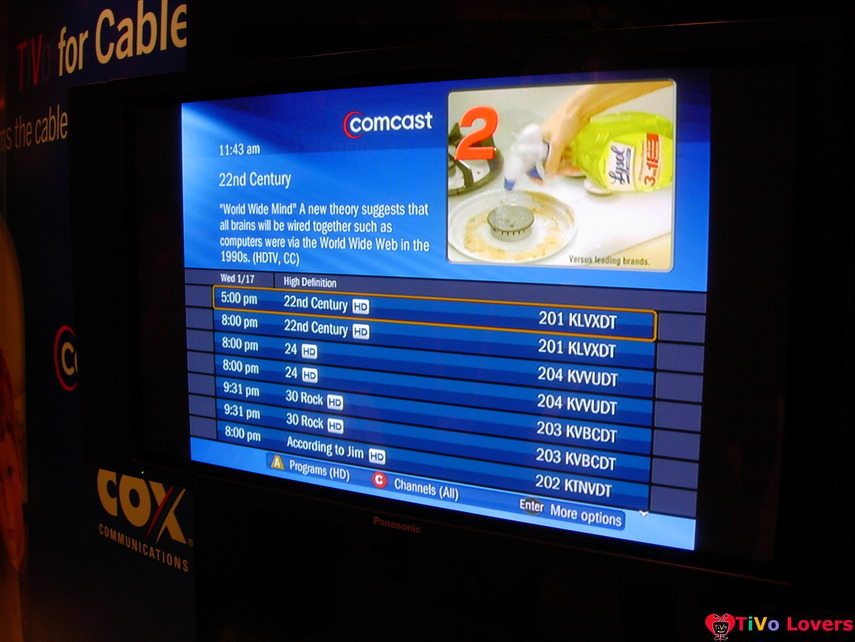 TiVo for Cable
ms the cable
comcast
11:43 am
22nd Century
"World Wide Mind" A new theory suggests that
all brains will be wired together such as
computers were via the World Wide Web in the
1990s. (HDTV, CC)
2
Lysol
3in1
Versus leading brands.
Wed 1/17 High Definition
5:00 pm 22nd Century HD 201 KLVXDT
8:00 pm 22nd Century HD 201 KLVXDT
8:00 pm 24 HD 204 KVVUDT
8:00 pm 24 HD 204 KVVUDT
9:31 pm 30 Rock HD 203 KVBCDT
9:31 pm 30 Rock HD 203 KVBCDT
8:00 pm According to Jim HD 202 KTNVDT
A Programs (HD) C Channels (All) Enter More options
Panasonic
C
COX
COMMUNICATIONS®
TiVo Lovers